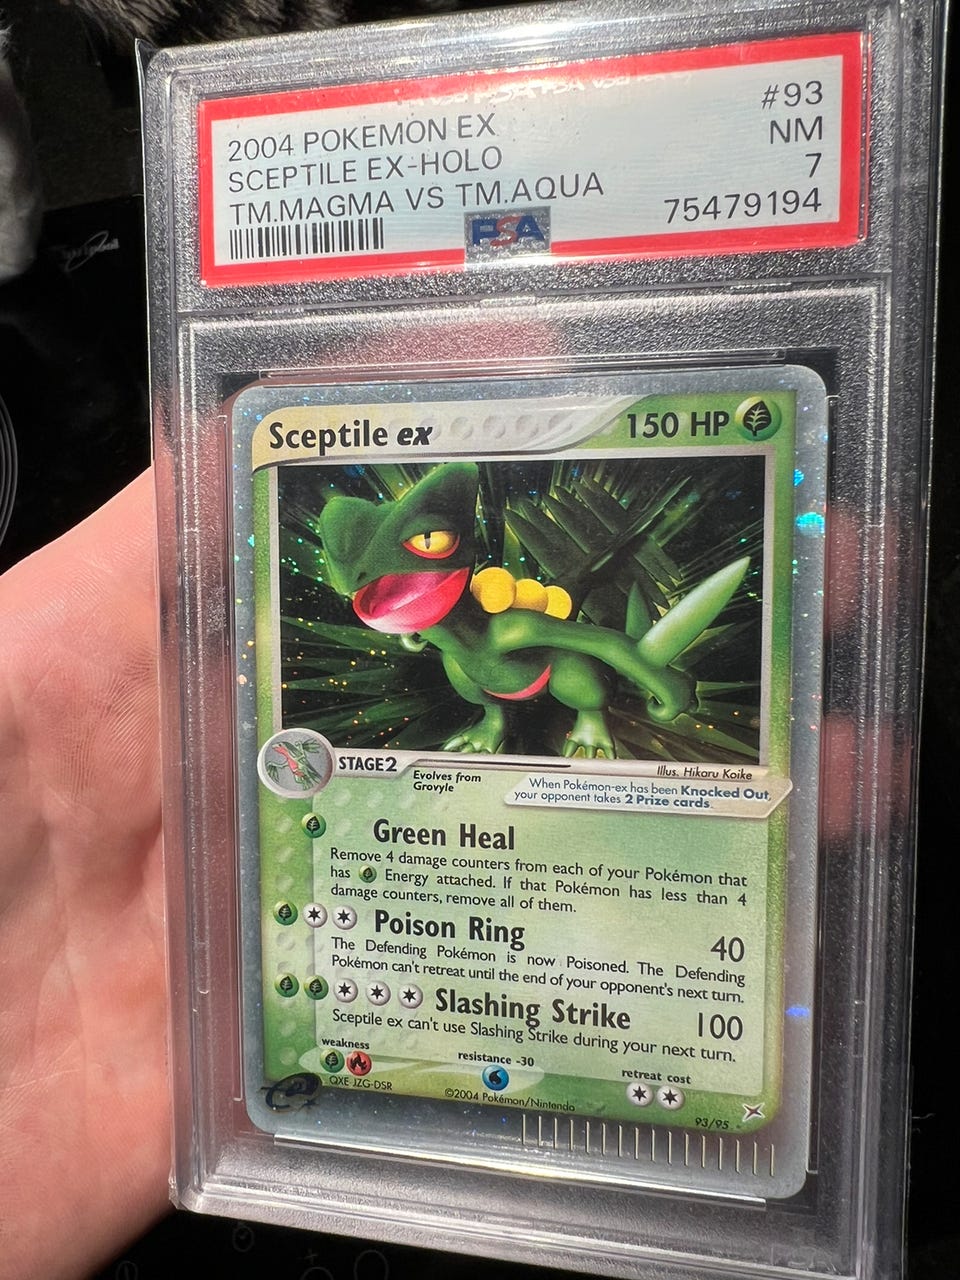 2004 POKEMON EX
#93
SCEPTILE EX-HOLO
NM
TM.MAGMA VS TM.AQUA
7
75479194
PSA
Sceptile ex
150 HP
Illus. Hikaru Koike
STAGE2
Evolves from
Grovyle
When Pokémon-ex has been Knocked Out,
your opponent takes 2 Prize cards.
Green Heal
Remove 4 damage counters from each of your Pokémon that
has Energy attached. If that Pokémon has less than 4
damage counters, remove all of them.
Poison Ring
40
The Defending Pokémon is now Poisoned. The Defending
Pokémon can't retreat until the end of your opponent's next turn.
Slashing Strike
100
Sceptile ex can't use Slashing Strike during your next turn.
weakness
resistance -30
retreat cost
QXE-JZG-DSR
©2004 Pokémon/Nintendo
93/95